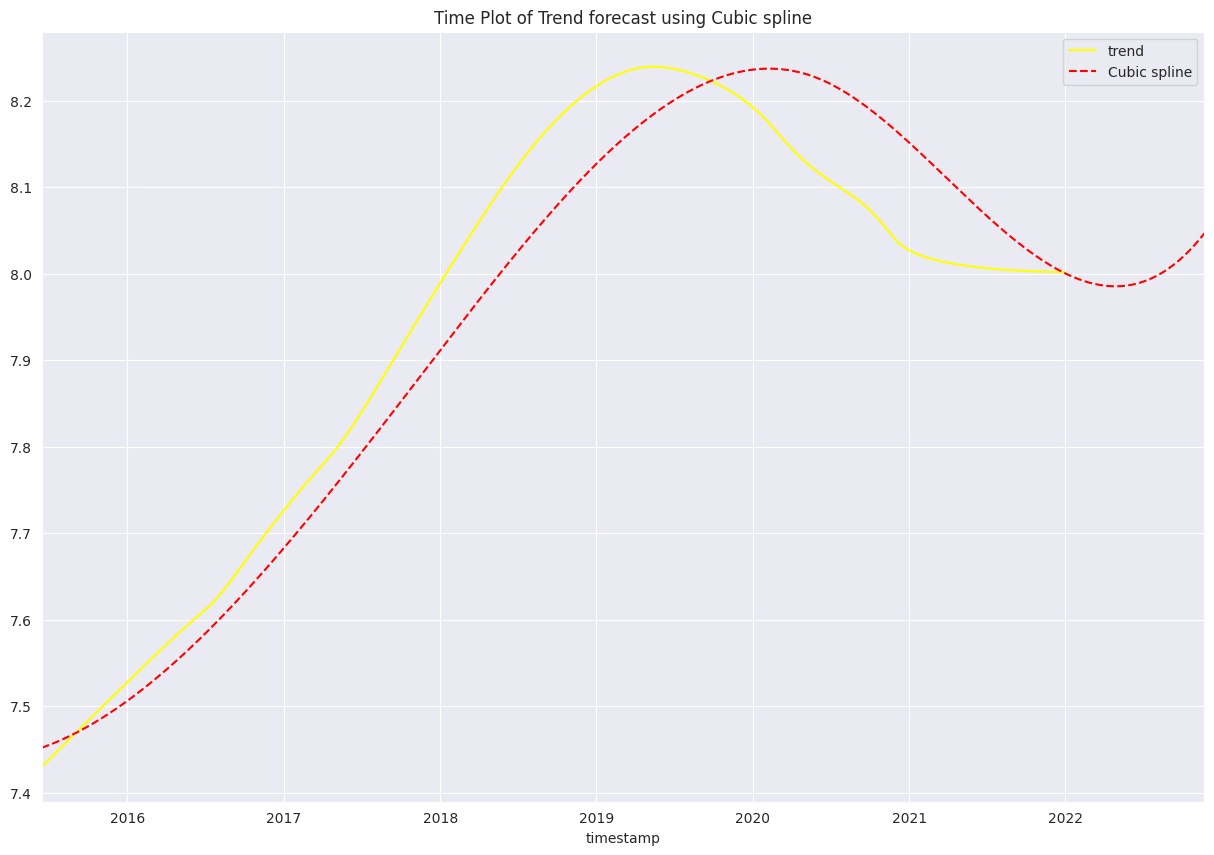 Time Plot of Trend forecast using Cubic spline
trend
Cubic spline
8.2
8.1
8.0
7.9
7.8
7.7
7.6
7.5
7.4
2016 2017 2018 2019 2020 2021 2022
timestamp